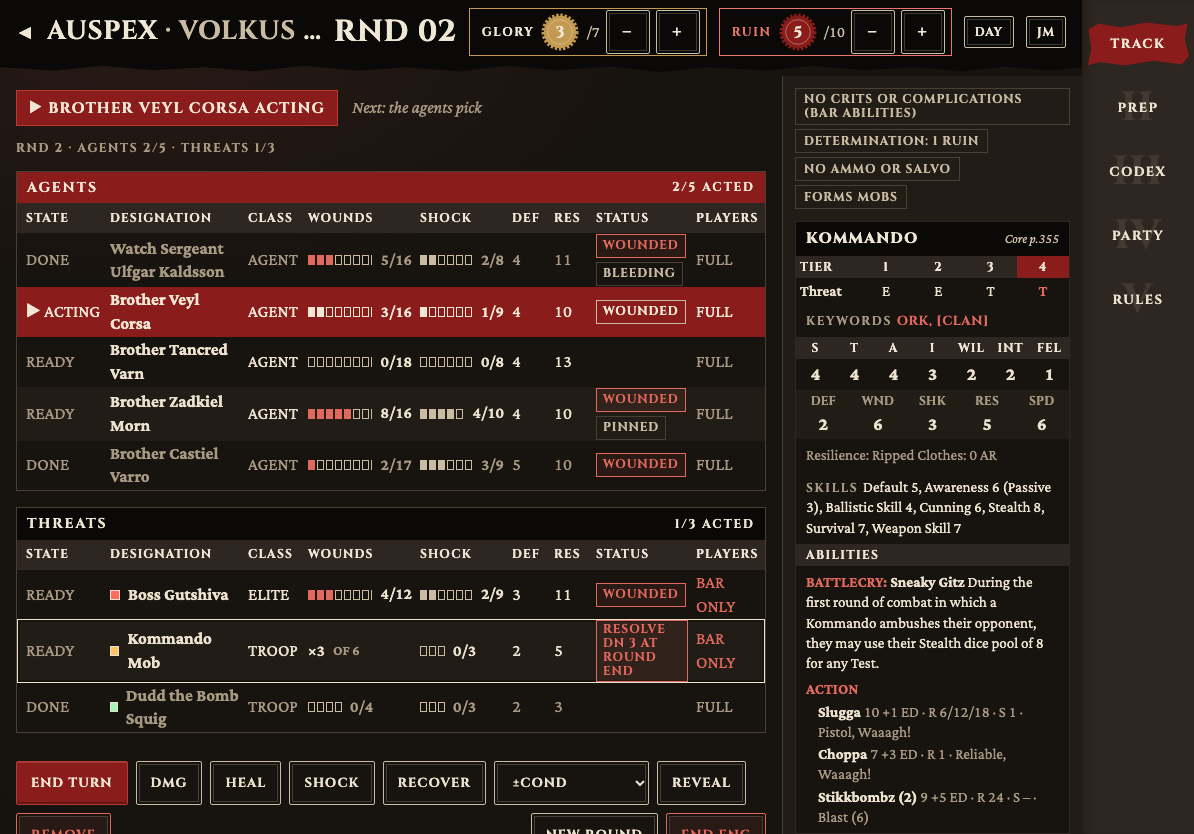 ◀ AUSPEX · VOLKUS ... RND 02 GLORY 3 /7 − + RUIN 5 /10 − + DAY JM
TRACK
II PREP
III CODEX
IV PARTY
V RULES
▶ BROTHER VEYL CORSA ACTING Next: the agents pick
RND 2 · AGENTS 2/5 · THREATS 1/3
AGENTS 2/5 ACTED
STATE DESIGNATION CLASS WOUNDS SHOCK DEF RES STATUS PLAYERS
DONE Watch Sergeant Ulfgar Kaldsson AGENT 5/16 2/8 4 11 WOUNDED BLEEDING FULL
▶ ACTING Brother Veyl Corsa AGENT 3/16 1/9 4 10 WOUNDED FULL
READY Brother Tancred Varn AGENT 0/18 0/8 4 13 FULL
READY Brother Zadkiel Morn AGENT 8/16 4/10 4 10 WOUNDED PINNED FULL
DONE Brother Castiel Varro AGENT 2/17 3/9 5 10 WOUNDED FULL
THREATS 1/3 ACTED
STATE DESIGNATION CLASS WOUNDS SHOCK DEF RES STATUS PLAYERS
READY Boss Gutshiva ELITE 4/12 2/9 3 11 WOUNDED BAR ONLY
READY Kommando Mob TROOP ×3 OF 6 0/3 2 5 RESOLVE DN 3 AT ROUND END BAR ONLY
DONE Dudd the Bomb Squig TROOP 0/4 0/3 2 3 FULL
END TURN DMG HEAL SHOCK RECOVER ±COND REVEAL
REMOVE NEW ROUND END ENG
NO CRITS OR COMPLICATIONS
(BAR ABILITIES)
DETERMINATION: 1 RUIN
NO AMMO OR SALVO
FORMS MOBS
KOMMANDO Core p.355
TIER 1 2 3 4
Threat E E T T
KEYWORDS ORK, [CLAN]
S T A I WIL INT FEL
4 4 4 3 2 2 1
DEF WND SHK RES SPD
2 6 3 5 6
Resilience: Ripped Clothes: 0 AR
SKILLS Default 5, Awareness 6 (Passive
3), Ballistic Skill 4, Cunning 6, Stealth 8,
Survival 7, Weapon Skill 7
ABILITIES
BATTLECRY: Sneaky Gitz During the
first round of combat in which a
Kommando ambushes their opponent,
they may use their Stealth dice pool of 8
for any Test.
ACTION
Slugga 10 +1 ED · R 6/12/18 · S 1 ·
Pistol, Waaagh!
Choppa 7 +3 ED · R 1 · Reliable,
Waaagh!
Stikkbombz (2) 9 +5 ED · R 24 · S – ·
Blast (6)